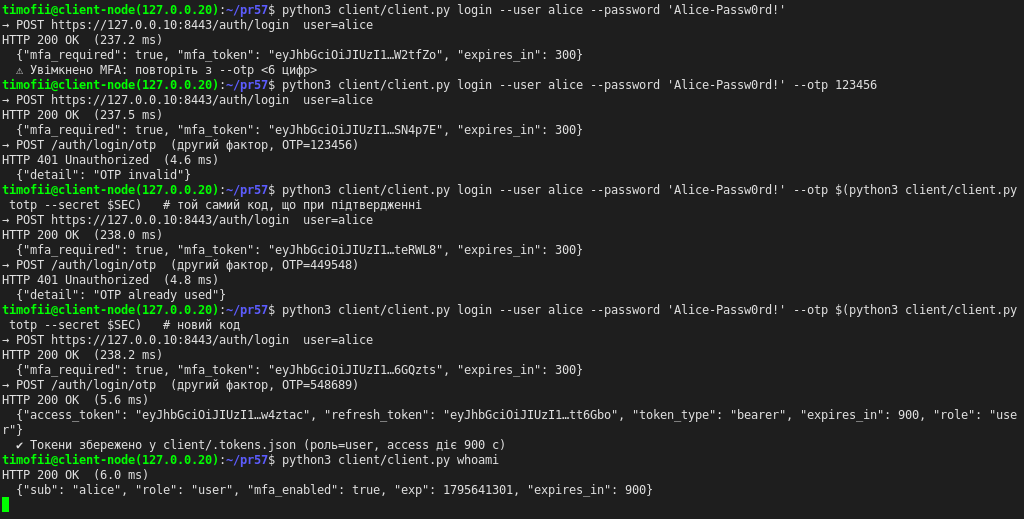 timofii@client-node(127.0.0.20):~/pr57$ python3 client/client.py login --user alice --password 'Alice-Passw0rd!'
→ POST https://127.0.0.10:8443/auth/login  user=alice
HTTP 200 OK  (237.2 ms)
  {"mfa_required": true, "mfa_token": "eyJhbGciOiJIUzI1…W2tfZo", "expires_in": 300}
  ⚠ Увімкнено MFA: повторіть з --otp <6 цифр>
timofii@client-node(127.0.0.20):~/pr57$ python3 client/client.py login --user alice --password 'Alice-Passw0rd!' --otp 123456
→ POST https://127.0.0.10:8443/auth/login  user=alice
HTTP 200 OK  (237.5 ms)
  {"mfa_required": true, "mfa_token": "eyJhbGciOiJIUzI1…SN4p7E", "expires_in": 300}
→ POST /auth/login/otp  (другий фактор, OTP=123456)
HTTP 401 Unauthorized  (4.6 ms)
  {"detail": "OTP invalid"}
timofii@client-node(127.0.0.20):~/pr57$ python3 client/client.py login --user alice --password 'Alice-Passw0rd!' --otp $(python3 client/client.py
 totp --secret $SEC)   # той самий код, що при підтвердженні
→ POST https://127.0.0.10:8443/auth/login  user=alice
HTTP 200 OK  (238.0 ms)
  {"mfa_required": true, "mfa_token": "eyJhbGciOiJIUzI1…teRWL8", "expires_in": 300}
→ POST /auth/login/otp  (другий фактор, OTP=449548)
HTTP 401 Unauthorized  (4.8 ms)
  {"detail": "OTP already used"}
timofii@client-node(127.0.0.20):~/pr57$ python3 client/client.py login --user alice --password 'Alice-Passw0rd!' --otp $(python3 client/client.py
 totp --secret $SEC)   # новий код
→ POST https://127.0.0.10:8443/auth/login  user=alice
HTTP 200 OK  (238.2 ms)
  {"mfa_required": true, "mfa_token": "eyJhbGciOiJIUzI1…6GQzts", "expires_in": 300}
→ POST /auth/login/otp  (другий фактор, OTP=548689)
HTTP 200 OK  (5.6 ms)
  {"access_token": "eyJhbGciOiJIUzI1…w4ztac", "refresh_token": "eyJhbGciOiJIUzI1…tt6Gbo", "token_type": "bearer", "expires_in": 900, "role": "use
r"}
  ✔ Токени збережено у client/.tokens.json (роль=user, access діє 900 с)
timofii@client-node(127.0.0.20):~/pr57$ python3 client/client.py whoami
HTTP 200 OK  (6.0 ms)
  {"sub": "alice", "role": "user", "mfa_enabled": true, "exp": 1795641301, "expires_in": 900}